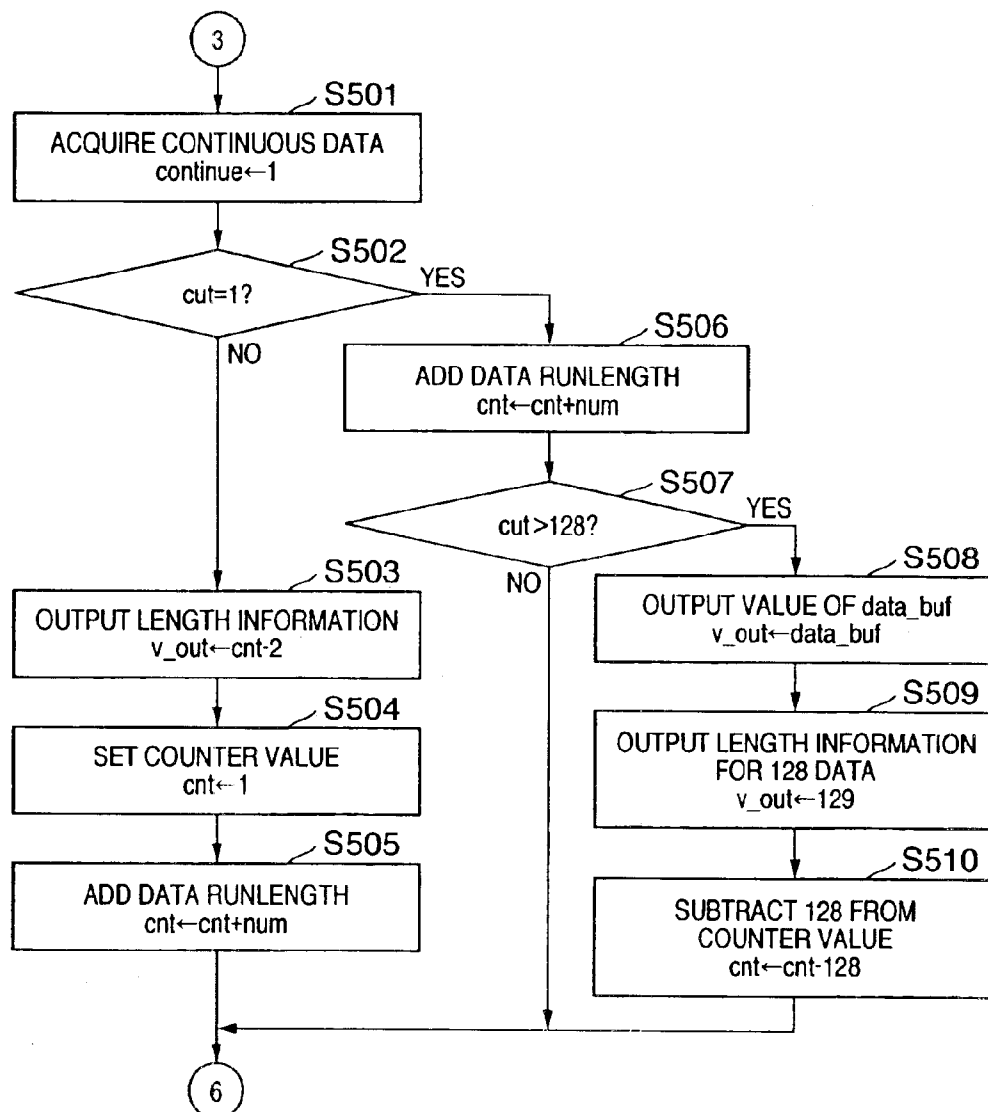 3
S501
ACQUIRE CONTINUOUS DATA
continue←1
S502
cut=1?
YES
NO
S506
ADD DATA RUNLENGTH
cnt←cnt+num
S507
cut>128?
YES
NO
S503
OUTPUT LENGTH INFORMATION
v_out←cnt-2
S504
SET COUNTER VALUE
cnt←1
S505
ADD DATA RUNLENGTH
cnt←cnt+num
S508
OUTPUT VALUE OF data_buf
v_out←data_buf
S509
OUTPUT LENGTH INFORMATION
FOR 128 DATA
v_out←129
S510
SUBTRACT 128 FROM
COUNTER VALUE
cnt←cnt-128
6